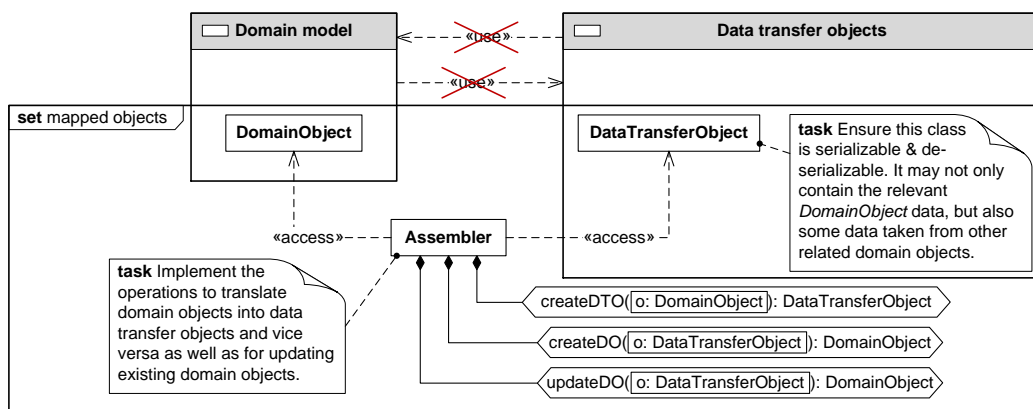 Domain model
Data transfer objects
«use»
«use»
set mapped objects
DomainObject
DataTransferObject
task Ensure this class
is serializable & de-
serializable. It may not only
contain the relevant
DomainObject data, but also
some data taken from other
related domain objects.
«access»
Assembler
«access»
task Implement the
operations to translate
domain objects into data
transfer objects and vice
versa as well as for updating
existing domain objects.
createDTO( o: DomainObject ): DataTransferObject
createDO( o: DataTransferObject ): DomainObject
updateDO( o: DataTransferObject ): DomainObject